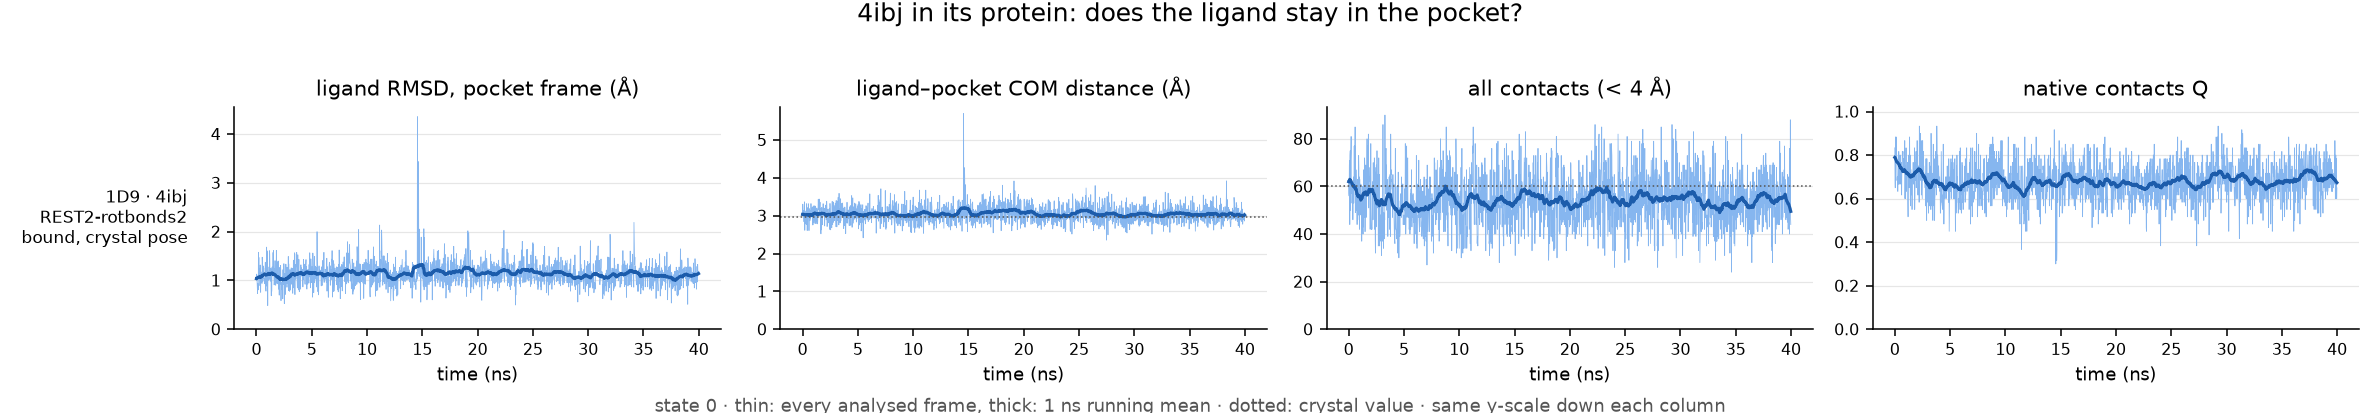 4ibj in its protein: does the ligand stay in the pocket?
ligand RMSD, pocket frame (Å)
ligand–pocket COM distance (Å)
all contacts (< 4 Å)
native contacts Q
1D9 · 4ibj
REST2-rotbonds2
bound, crystal pose
4
3
2
1
0
0 5 10 15 20 25 30 35 40
time (ns)
5
4
3
2
1
0
0 5 10 15 20 25 30 35 40
time (ns)
80
60
40
20
0
0 5 10 15 20 25 30 35 40
time (ns)
1.0
0.8
0.6
0.4
0.2
0.0
0 5 10 15 20 25 30 35 40
time (ns)
state 0 · thin: every analysed frame, thick: 1 ns running mean · dotted: crystal value · same y-scale down each column